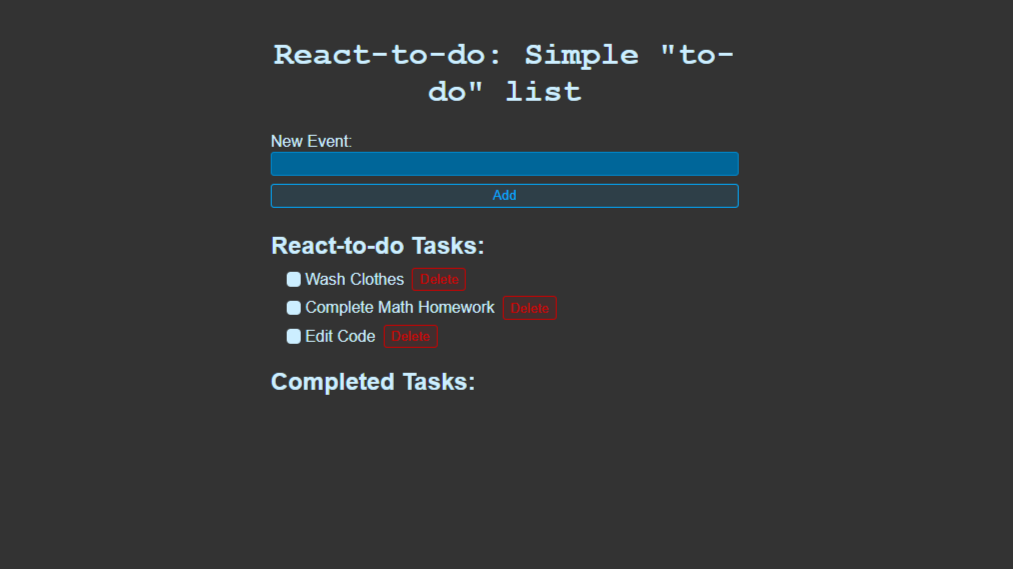 React-to-do: Simple "to-
do" list
New Event:
Add
React-to-do Tasks:
Wash Clothes Delete
Complete Math Homework Delete
Edit Code Delete
Completed Tasks: